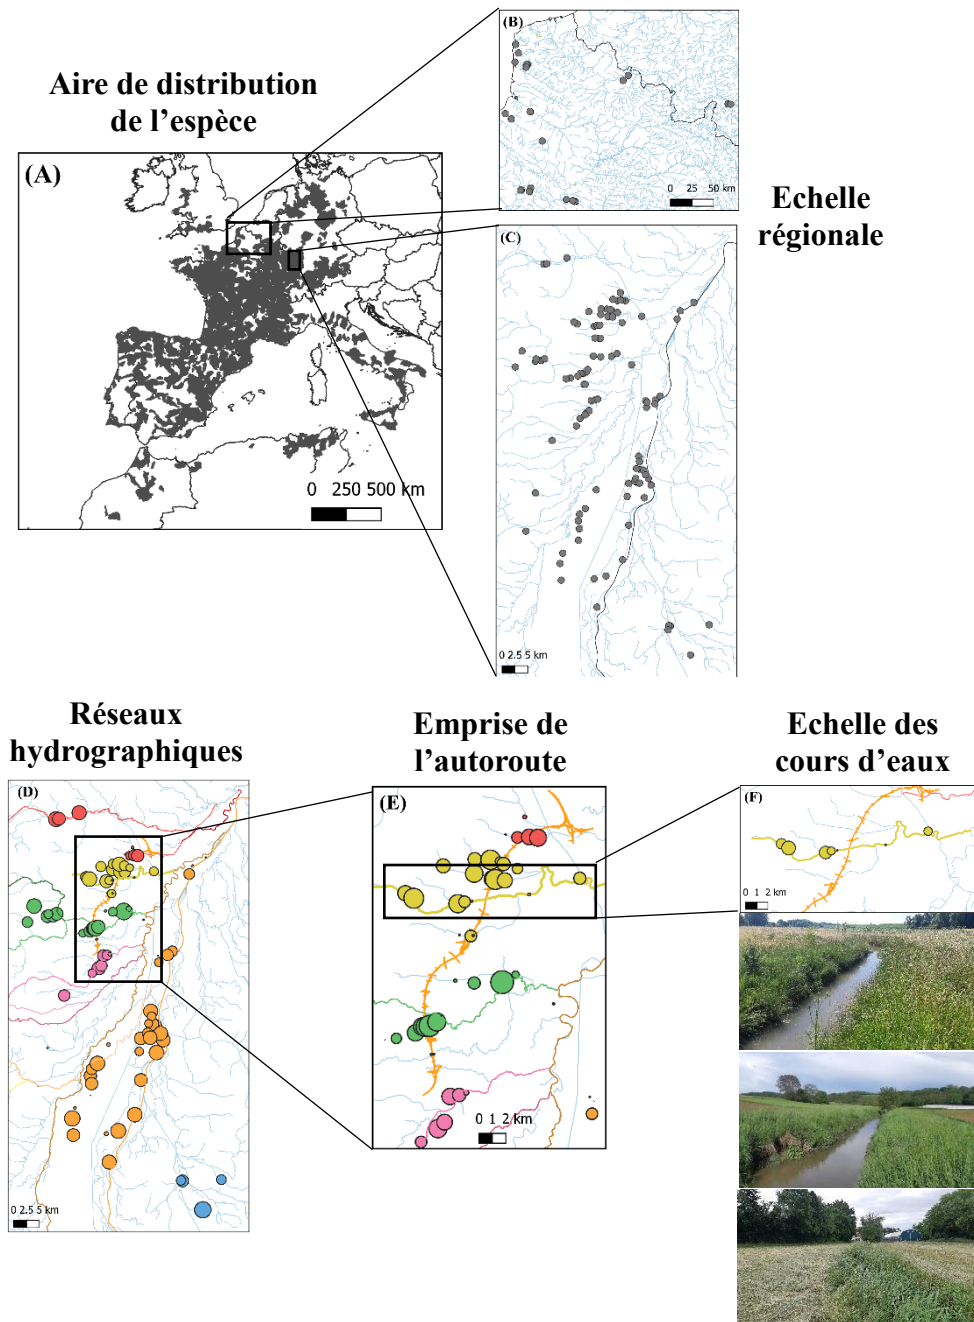 Aire de distribution
de l’espèce
(A)
0 250 500 km
(B)
0 25 50 km
Echelle
régionale
(C)
0 2.5 5 km
Réseaux
hydrographiques
(D)
0 2.5 5 km
Emprise de
l’autoroute
(E)
0 1 2 km
Echelle des
cours d’eaux
(F)
0 1 2 km